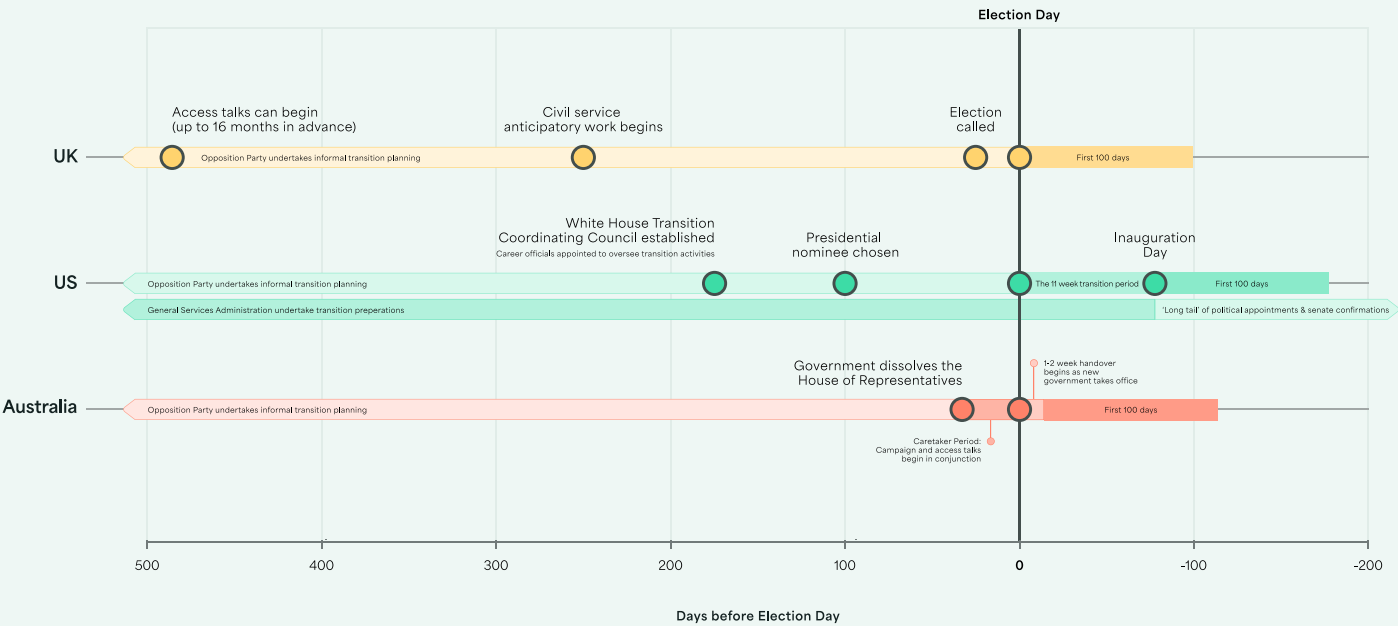 Election Day
Access talks can begin
(up to 16 months in advance)
Civil service
anticipatory work begins
Election
called
UK
Opposition Party undertakes informal transition planning
First 100 days
White House Transition
Coordinating Council established
Career officials appointed to oversee transition activities
Presidential
nominee chosen
Inauguration
Day
US
Opposition Party undertakes informal transition planning
The 11 week transition period
First 100 days
General Services Administration undertake transition preperations
'Long tail' of political appointments & senate confirmations
Government dissolves the
House of Representatives
1-2 week handover
begins as new
government takes office
Australia
Opposition Party undertakes informal transition planning
First 100 days
Caretaker Period:
Campaign and access talks
begin in conjunction
500 400 300 200 100 0 -100 -200
Days before Election Day